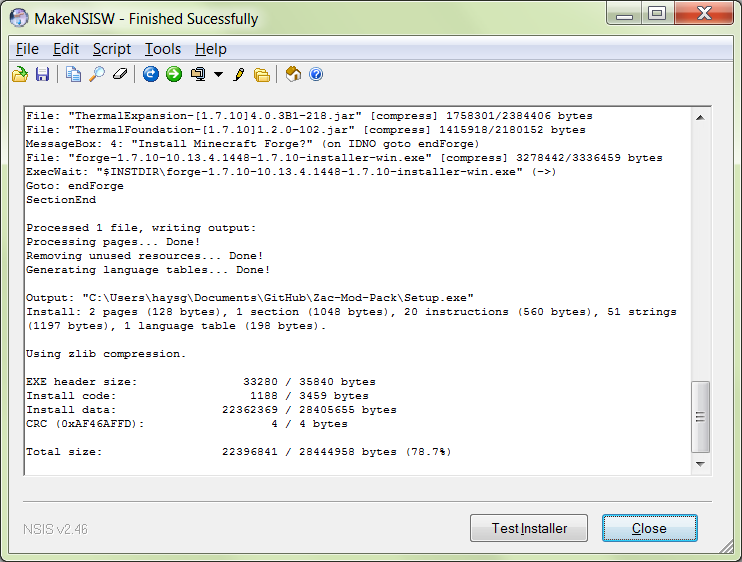 MakeNSISW - Finished Sucessfully
File Edit Script Tools Help
File: "ThermalExpansion-[1.7.10]4.0.3B1-218.jar" [compress] 1758301/2384406 bytes
File: "ThermalFoundation-[1.7.10]1.2.0-102.jar" [compress] 1415918/2180152 bytes
MessageBox: 4: "Install Minecraft Forge?" (on IDNO goto endForge)
File: "forge-1.7.10-10.13.4.1448-1.7.10-installer-win.exe" [compress] 3278442/3336459 bytes
ExecWait: "$INSTDIR\forge-1.7.10-10.13.4.1448-1.7.10-installer-win.exe" (->)
Goto: endForge
SectionEnd
Processed 1 file, writing output:
Processing pages... Done!
Removing unused resources... Done!
Generating language tables... Done!
Output: "C:\Users\haysg\Documents\GitHub\Zac-Mod-Pack\Setup.exe"
Install: 2 pages (128 bytes), 1 section (1048 bytes), 20 instructions (560 bytes), 51 strings
(1197 bytes), 1 language table (198 bytes).
Using zlib compression.
EXE header size: 33280 / 35840 bytes
Install code: 1188 / 3459 bytes
Install data: 22362369 / 28405655 bytes
CRC (0xAF46AFFD): 4 / 4 bytes
Total size: 22396841 / 28444958 bytes (78.7%)
NSIS v2.46
Test Installer
Close